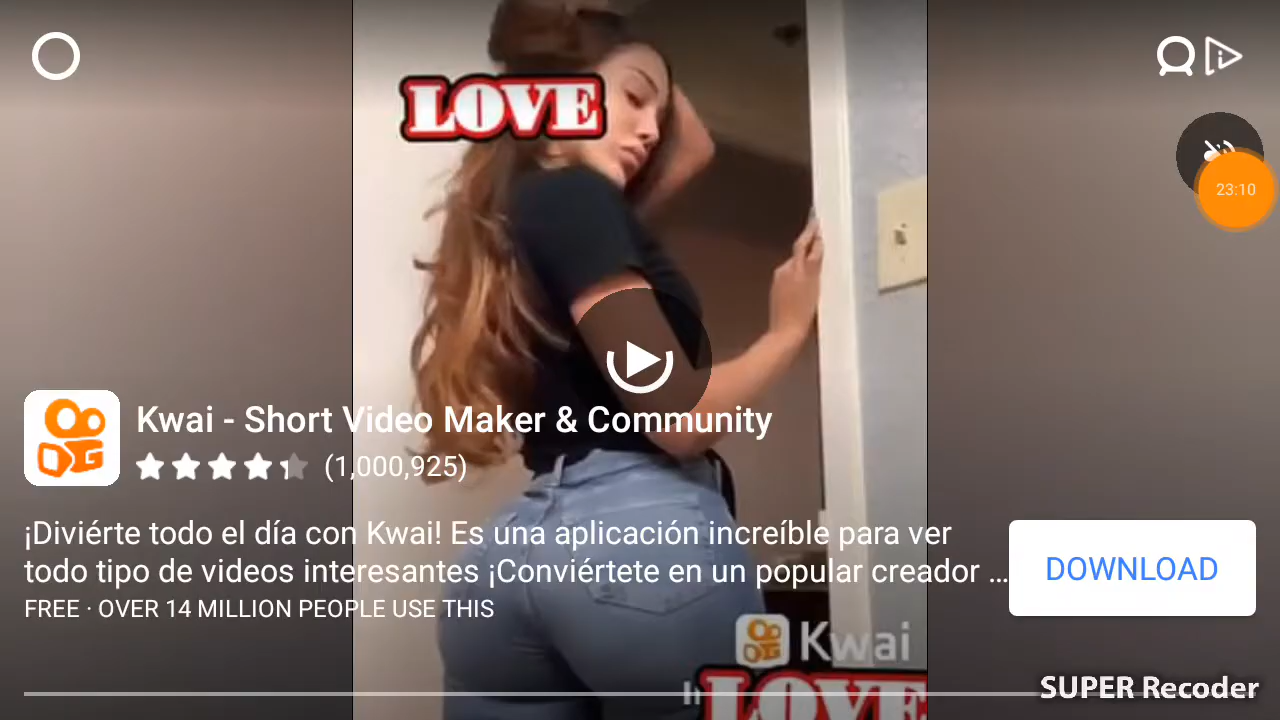 LOVE
23:10
Kwai - Short Video Maker & Community
(1,000,925)
¡Diviérte todo el día con Kwai! Es una aplicación increíble para ver
todo tipo de videos interesantes ¡Conviértete en un popular creador ...
DOWNLOAD
FREE · OVER 14 MILLION PEOPLE USE THIS
Kwai
LOVE
SUPER Recoder